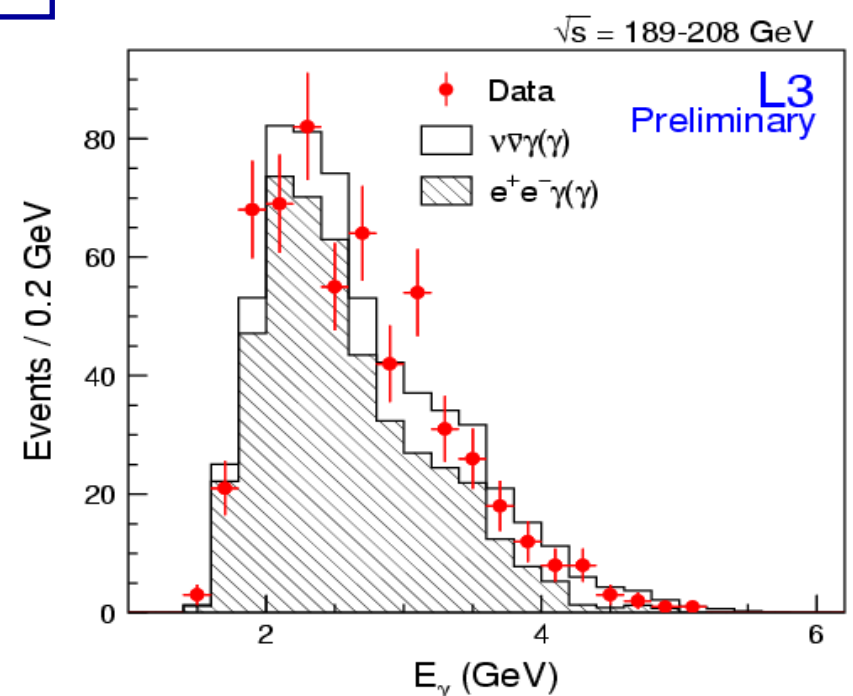 √s = 189-208 GeV
L3
Preliminary
Data
ν∇γ(γ)
e⁺e⁻γ(γ)
Events / 0.2 GeV
80
60
40
20
0
2
4
6
E_γ (GeV)